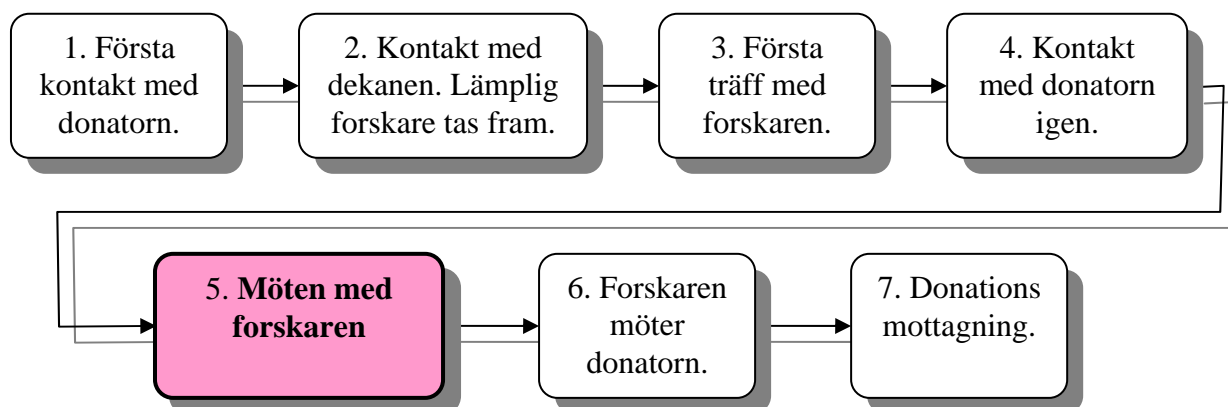 1. Första
kontakt med
donatorn.
2. Kontakt med
dekanen. Lämplig
forskare tas fram.
3. Första
träff med
forskaren.
4. Kontakt
med donatorn
igen.
5. Möten med
forskaren
6. Forskaren
möter
donatorn.
7. Donations
mottagning.